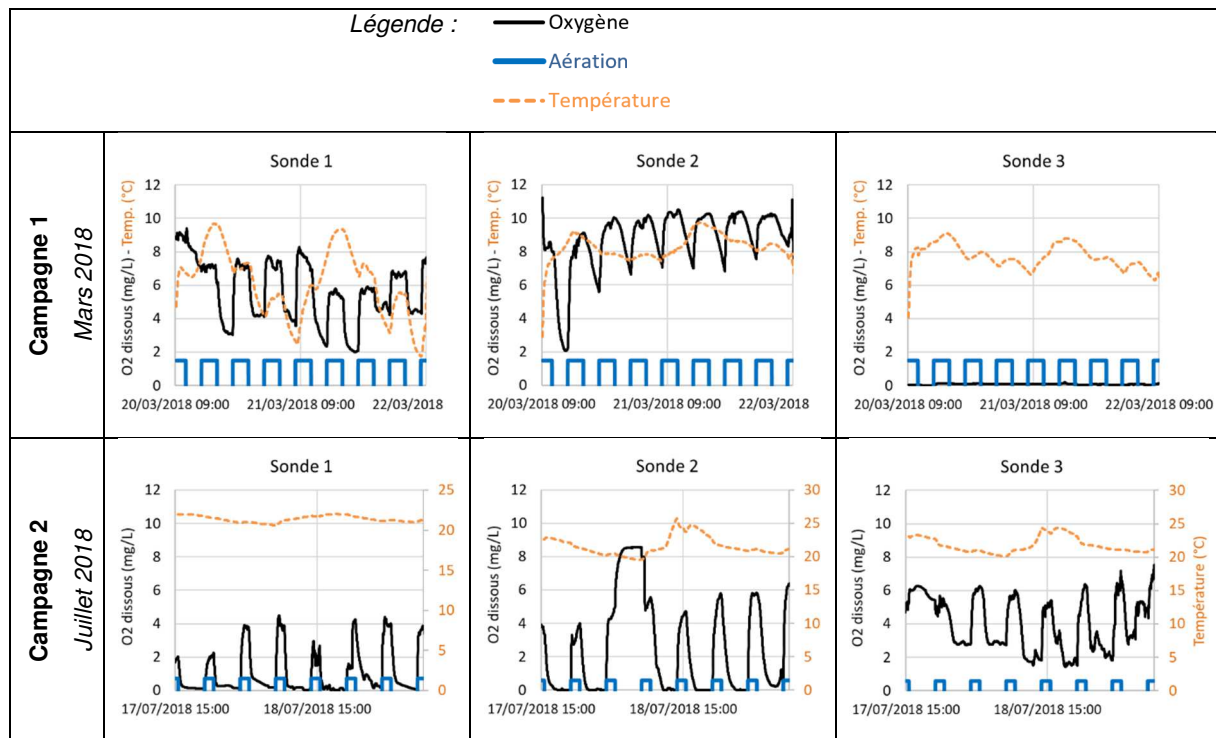 Légende :
Oxygène
Aération
Température
Campagne 1
Mars 2018
Sonde 1
O2 dissous (mg/L) - Temp. (°C)
12
10
8
6
4
2
0
20/03/2018 09:00 21/03/2018 09:00 22/03/2018
Sonde 2
O2 dissous (mg/L) - Temp. (°C)
12
10
8
6
4
2
0
20/03/2018 09:00 21/03/2018 09:00 22/03/2018
Sonde 3
O2 dissous (mg/L) - Temp. (°C)
12
10
8
6
4
2
0
20/03/2018 09:00 21/03/2018 09:00 22/03/2018 09:00
Campagne 2
Juillet 2018
Sonde 1
O2 dissous (mg/L)
12 25
10 20
8 15
6
4 10
2 5
0 0
17/07/2018 15:00 18/07/2018 15:00
Sonde 2
O2 dissous (mg/L)
12 30
10 25
8 20
6 15
4 10
2 5
0 0
17/07/2018 15:00 18/07/2018 15:00
Sonde 3
O2 dissous (mg/L)
Température (°C)
12 30
10 25
8 20
6 15
4 10
2 5
0 0
17/07/2018 15:00 18/07/2018 15:00